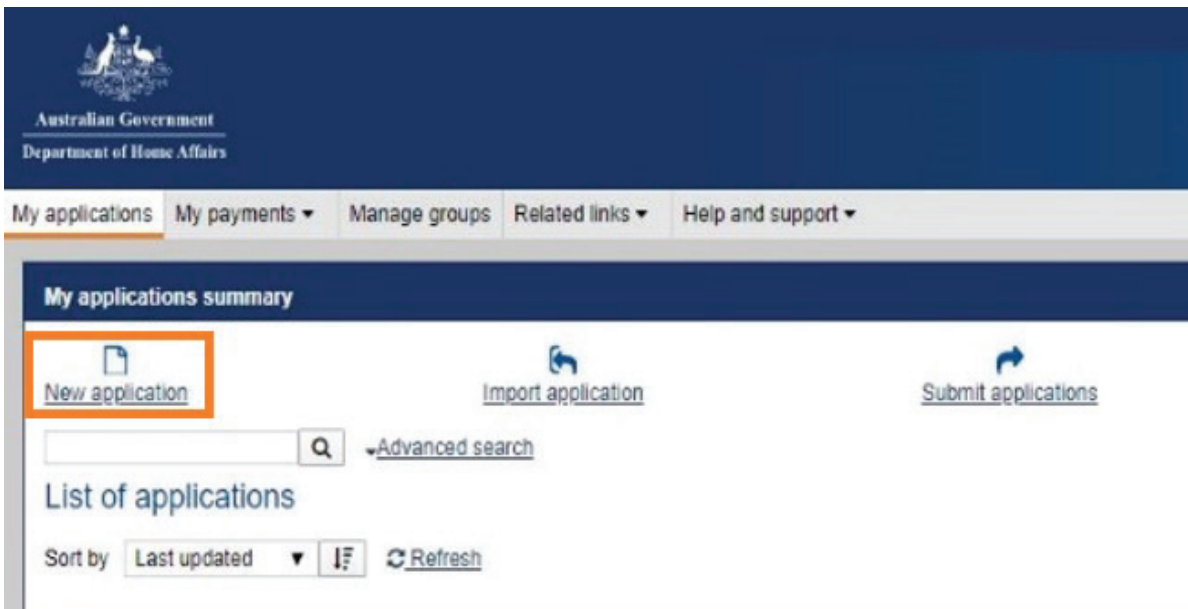 Australian Government
Department of Home Affairs
My applications My payments Manage groups Related links Help and support
My applications summary
New application Import application Submit applications
Advanced search
List of applications
Sort by Last updated Refresh